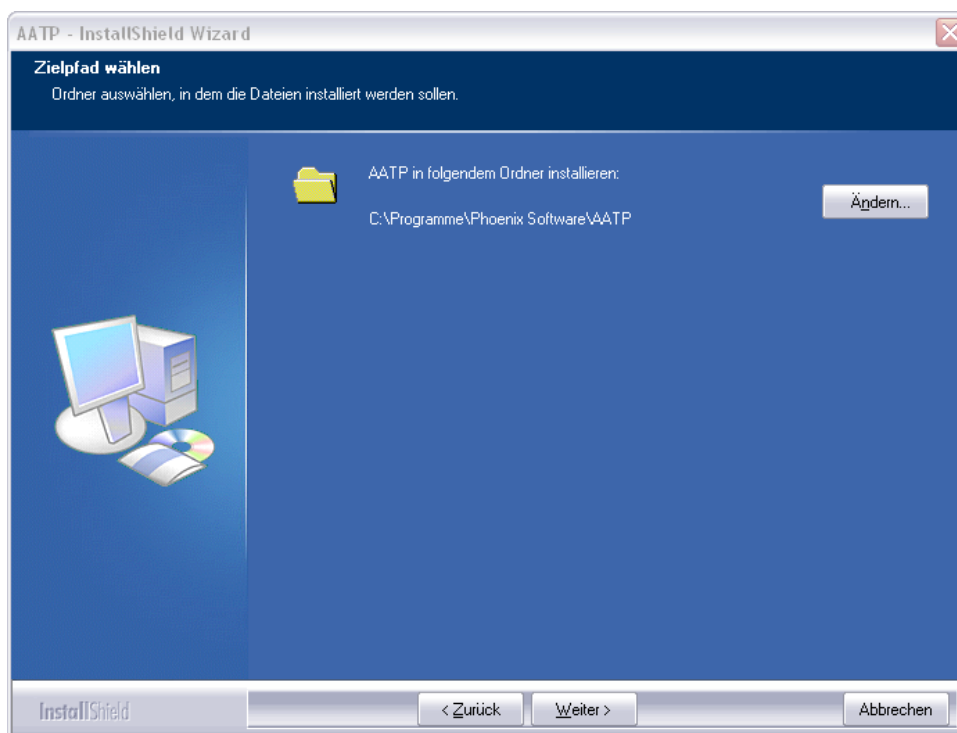 AATP - InstallShield Wizard
Zielpfad wählen
Ordner auswählen, in dem die Dateien installiert werden sollen.
AATP in folgendem Ordner installieren:
Ändern...
C:\Programme\Phoenix Software\AATP
InstallShield
< Zurück
Weiter >
Abbrechen